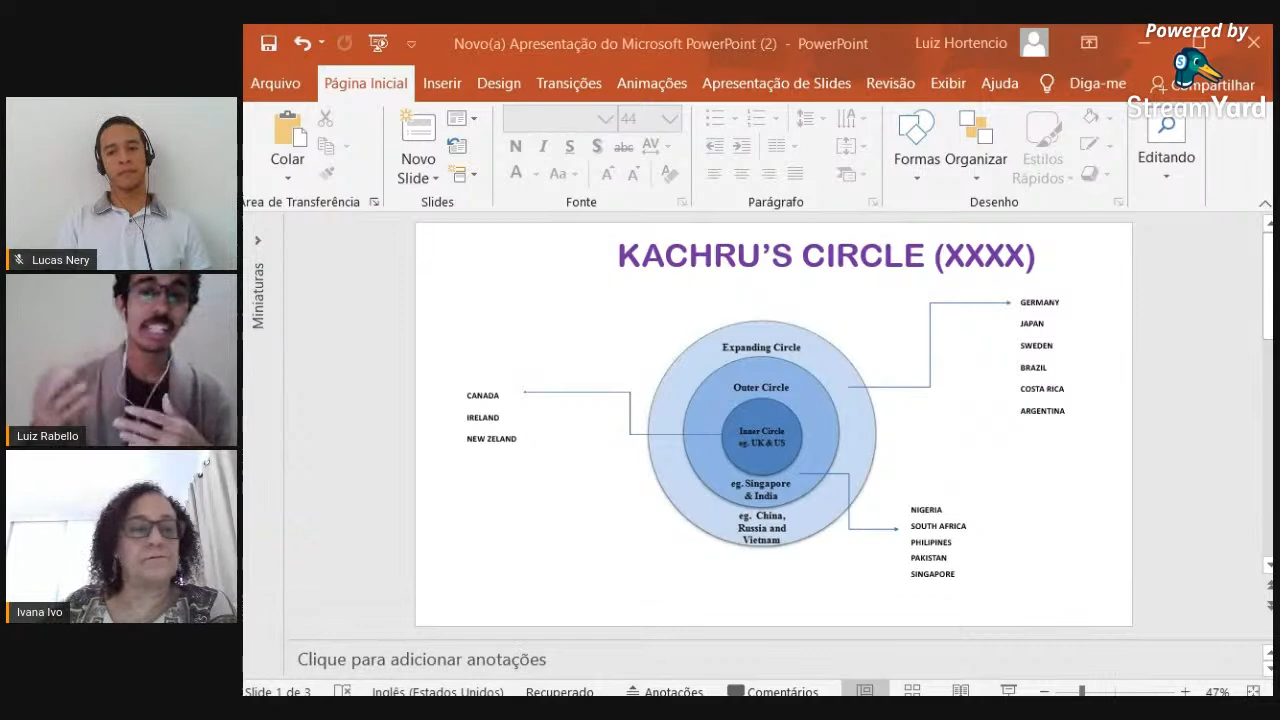 Powered by
StreamYard
Novo(a) Apresentação do Microsoft PowerPoint (2) - PowerPoint
Luiz Hortencio
Arquivo
Página Inicial
Inserir
Design
Transições
Animações
Apresentação de Slides
Revisão
Exibir
Ajuda
Diga-me
Compartilhar
Colar
Novo
Slide
44
N I S S abc AV
A Aa A A
Formas
Organizar
Estilos
Rápidos
Editando
Área de Transferência
Slides
Fonte
Parágrafo
Desenho
Miniaturas
KACHRU'S CIRCLE (XXXX)
Expanding Circle
Outer Circle
Inner Circle
eg. UK & US
eg. Singapore
& India
eg. China,
Russia and
Vietnam
CANADA
IRELAND
NEW ZELAND
GERMANY
JAPAN
SWEDEN
BRAZIL
COSTA RICA
ARGENTINA
NIGERIA
SOUTH AFRICA
PHILIPINES
PAKISTAN
SINGAPORE
Lucas Nery
Luiz Rabello
Ivana Ivo
Clique para adicionar anotações
Slide 1 de 3
Inglês (Estados Unidos)
Recuperado
Anotações
Comentários
47%